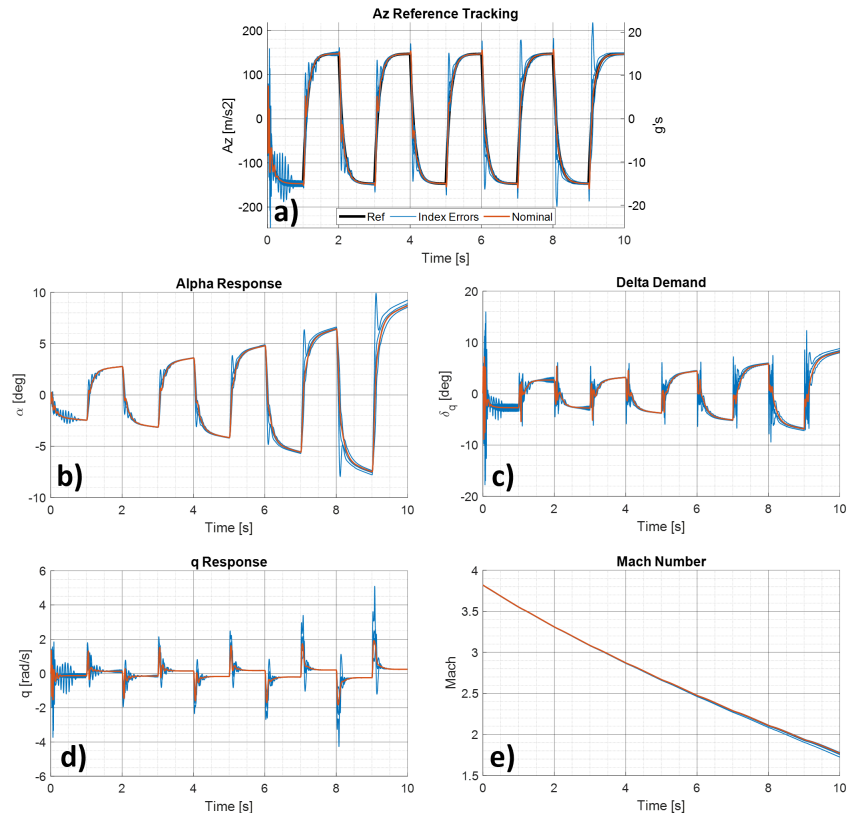 Az Reference Tracking
Az [m/s2]
200
100
0
-100
-200
20
10
0
-10
-20
g's
a)
Ref Index Errors Nominal
0 2 4 6 8 10
Time [s]
Alpha Response
α [deg]
10
5
0
-5
-10
b)
0 2 4 6 8 10
Time [s]
Delta Demand
δq [deg]
20
10
0
-10
-20
c)
0 2 4 6 8 10
Time [s]
q Response
q [rad/s]
6
4
2
0
-2
-4
-6
d)
0 2 4 6 8 10
Time [s]
Mach Number
Mach
4
3.5
3
2.5
2
1.5
e)
0 2 4 6 8 10
Time [s]